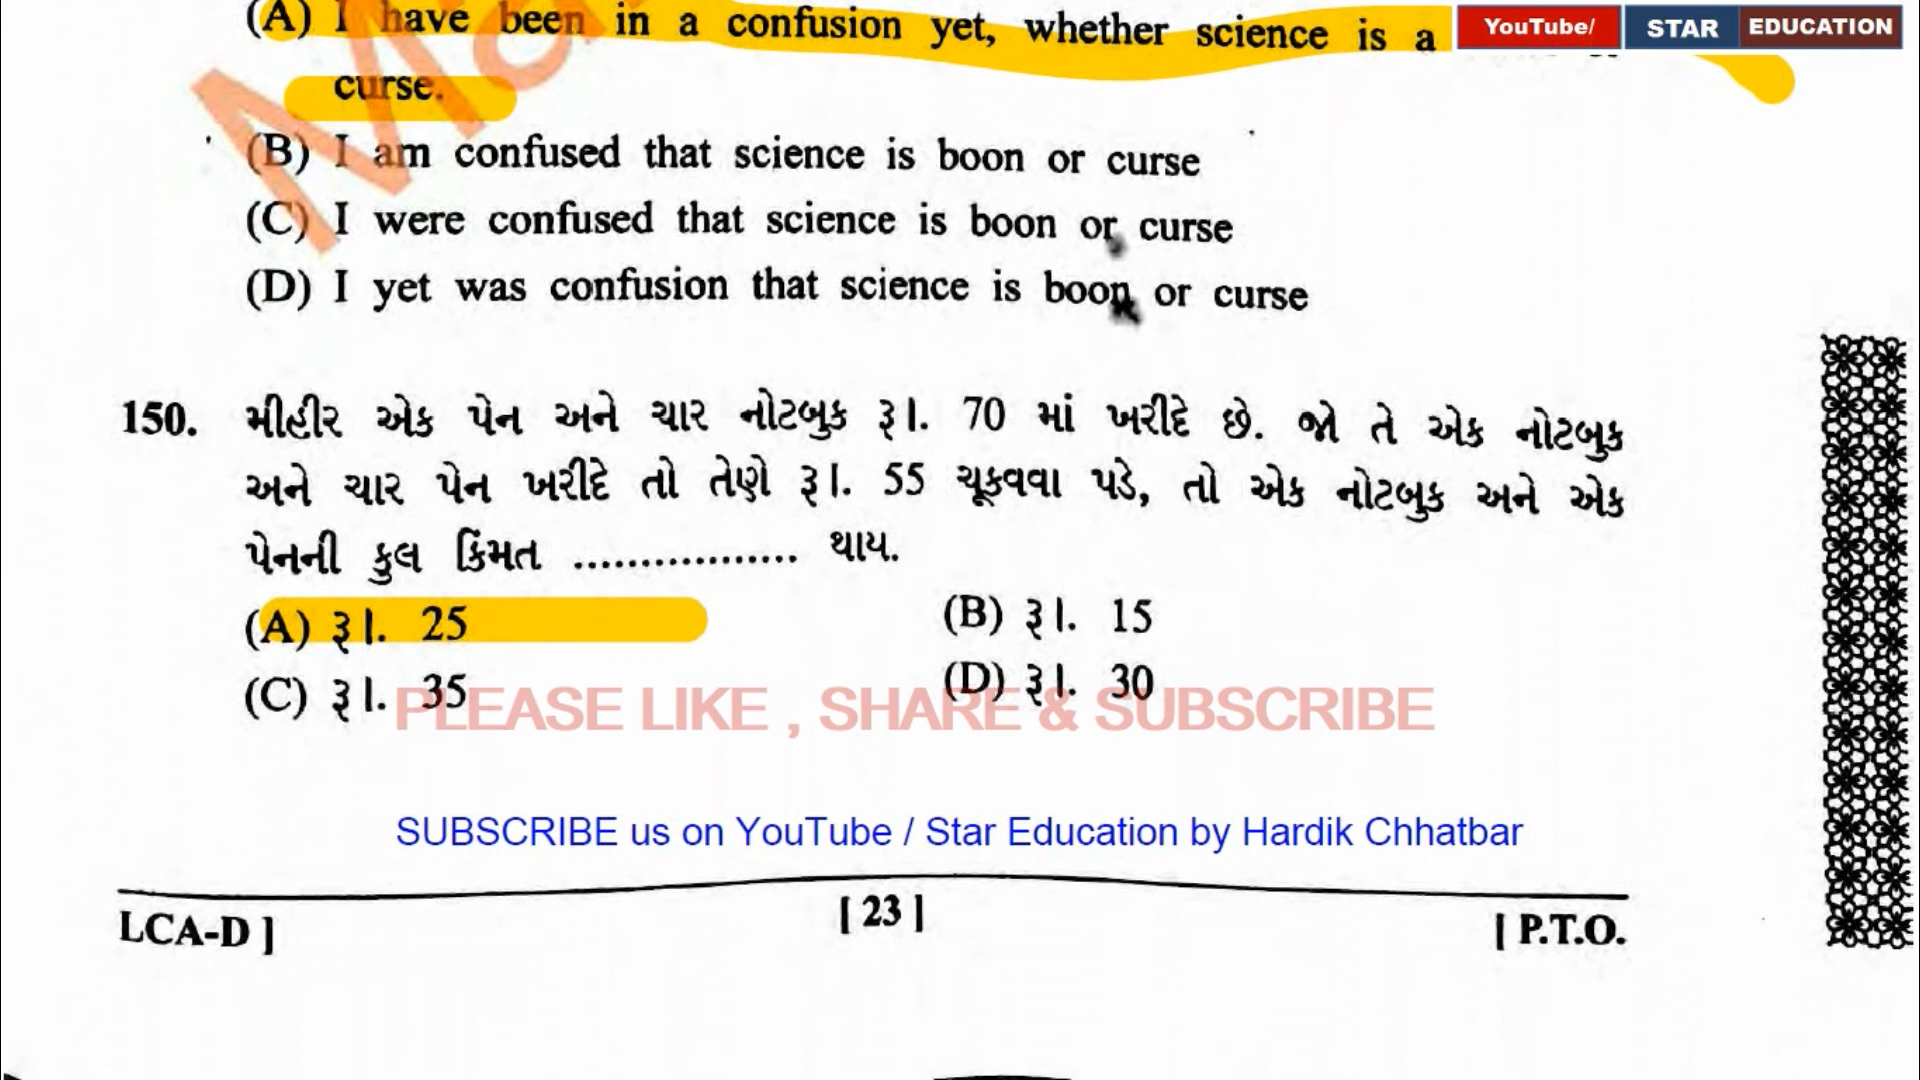 (A) I have been in a confusion yet, whether science is a
YouTube/ STAR EDUCATION
curse.
(B) I am confused that science is boon or curse
(C) I were confused that science is boon or curse
(D) I yet was confusion that science is boon or curse
150. મીહીર એક પેન અને ચાર નોટબુક રૂા. 70 માં ખરીદે છે. જો તે એક નોટબુક
અને ચાર પેન ખરીદે તો તેણે રૂા. 55 ચૂકવવા પડે, તો એક નોટબુક અને એક
પેનની કુલ કિંમત ................. થાય.
(A) રૂા. 25 (B) રૂા. 15
(C) રૂા. 35 (D) રૂા. 30
PLEASE LIKE , SHARE & SUBSCRIBE
SUBSCRIBE us on YouTube / Star Education by Hardik Chhatbar
LCA-D ] [ 23 ] [ P.T.O.